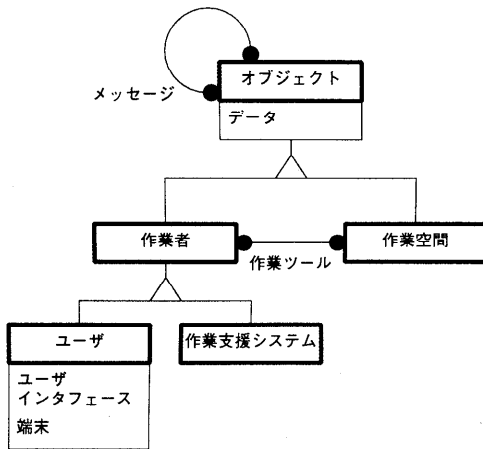 オブジェクト
メッセージ
データ
作業者
作業空間
作業ツール
ユーザ
作業支援システム
ユーザ
インタフェース
端末